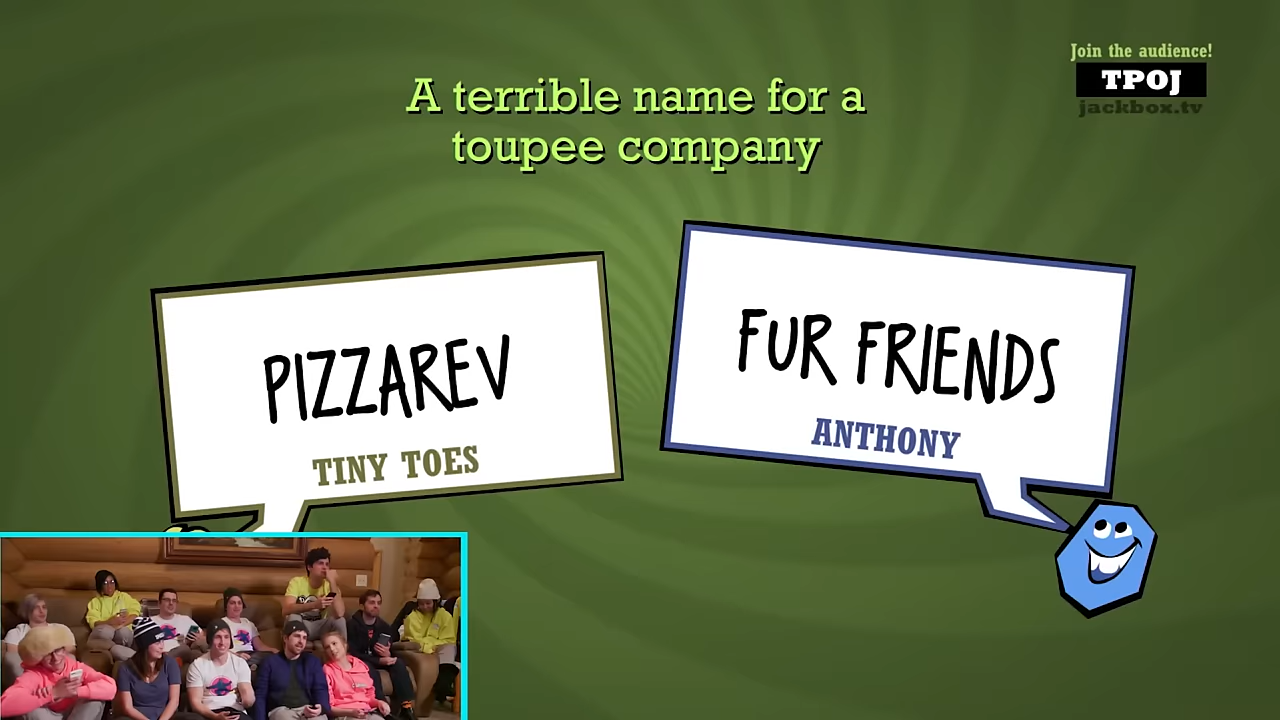 Join the audience!
TPOJ
jackbox.tv
A terrible name for a
toupee company
PIZZAREV
TINY TOES
FUR FRIENDS
ANTHONY